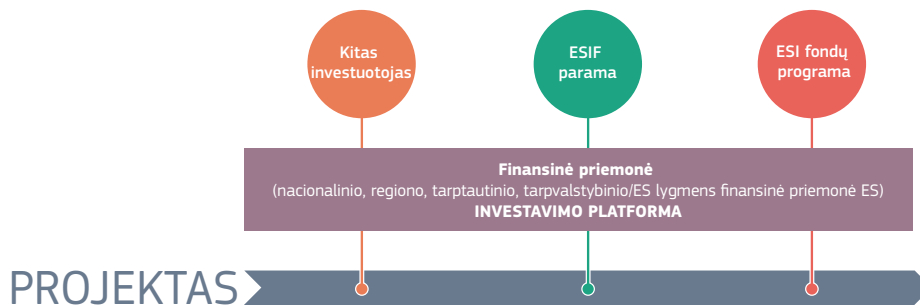 Kitas
investuotojas
ESIF
parama
ESI fondų
programa
Finansinė priemonė
(nacionalinio, regiono, tarptautinio, tarpvalstybinio/ES lygmens finansinė priemonė ES)
INVESTAVIMO PLATFORMA
PROJEKTAS